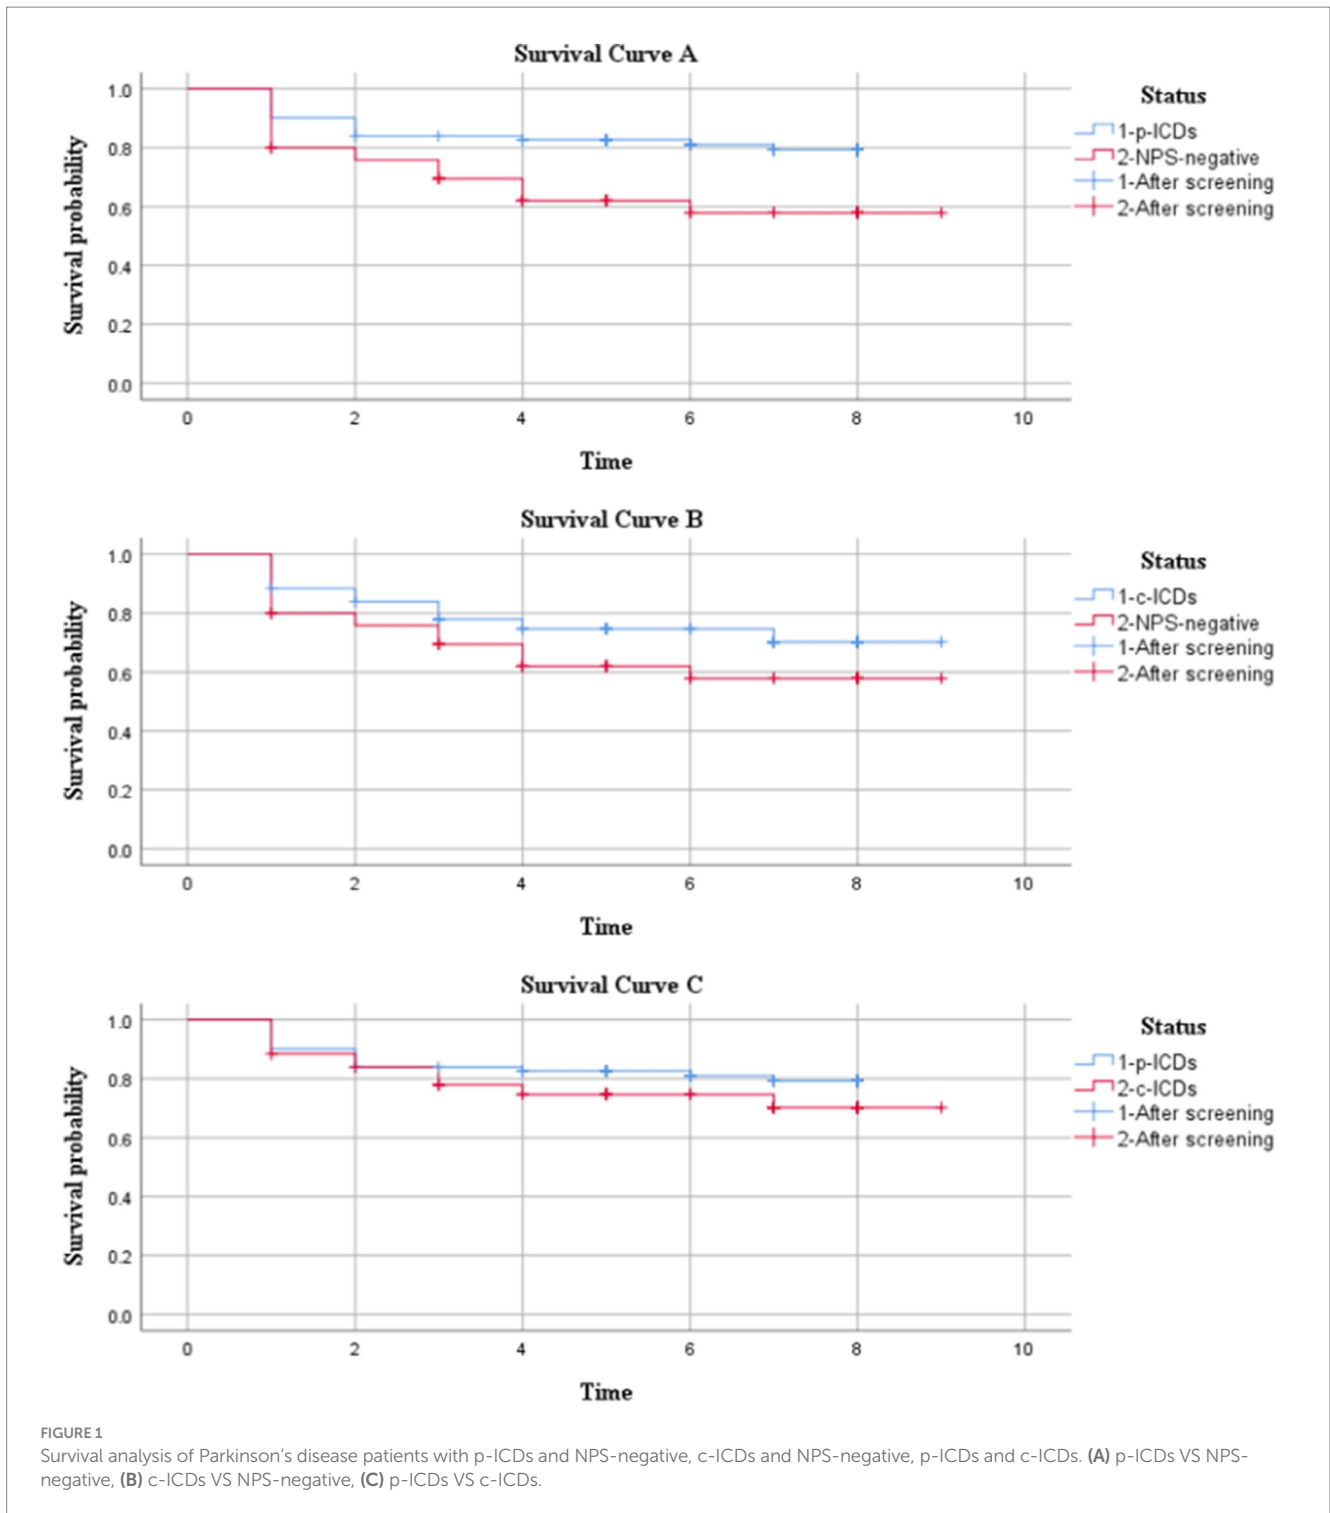 Survival Curve A
Survival probability
1.0
0.8
0.6
0.4
0.2
0.0
0 2 4 6 8 10
Time
Status
1-p-ICDs
2-NPS-negative
1-After screening
2-After screening
Survival Curve B
Survival probability
1.0
0.8
0.6
0.4
0.2
0.0
0 2 4 6 8 10
Time
Status
1-c-ICDs
2-NPS-negative
1-After screening
2-After screening
Survival Curve C
Survival probability
1.0
0.8
0.6
0.4
0.2
0.0
0 2 4 6 8 10
Time
Status
1-p-ICDs
2-c-ICDs
1-After screening
2-After screening
FIGURE 1
Survival analysis of Parkinson’s disease patients with p-ICDs and NPS-negative, c-ICDs and NPS-negative, p-ICDs and c-ICDs. (A) p-ICDs VS NPS-
negative, (B) c-ICDs VS NPS-negative, (C) p-ICDs VS c-ICDs.